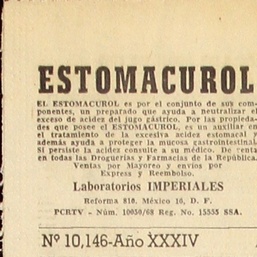 ESTOMACUROL
EL ESTOMACUROL es por el conjunto de sus com-
ponentes, un preparado que ayuda a neutralizar el
exceso de acidez del jugo gástrico. Por las propieda-
des que posee el ESTOMACUROL, es un auxiliar en
el tratamiento de la excesiva acidez estomacal y
además ayuda a proteger la mucosa gastrointestinal.
Si persiste la acidez consulte a su médico. De venta
en todas las Droguerías y Farmacias de la República.
Ventas por Mayoreo y envíos por
Express y Reembolso.
Laboratorios IMPERIALES
Reforma 810. México 10, D. F.
PCRTV - Núm. 10050/68 Reg. No. 15555 SSA.
Nº 10,146-Año XXXIV